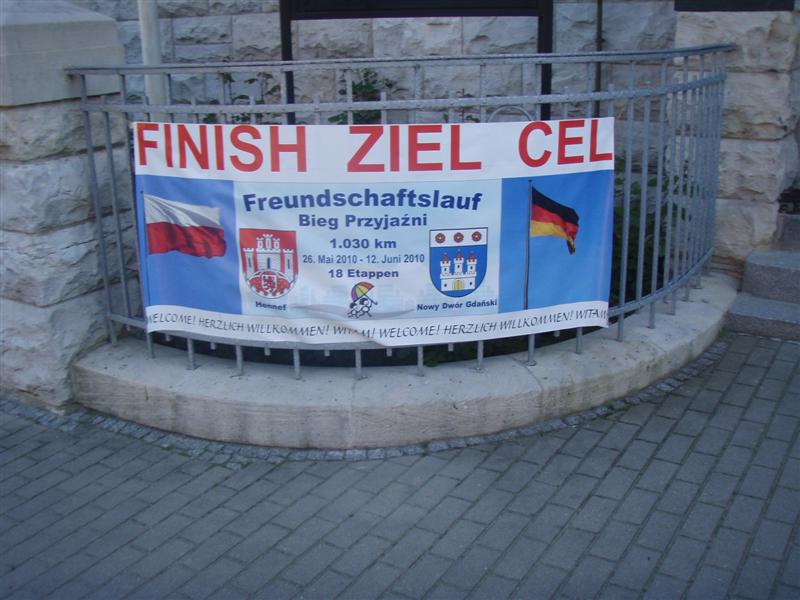 FINISH ZIEL CEL
Freundschaftslauf
Bieg Przyjaźni
1.030 km
26. Mai 2010 - 12. Juni 2010
18 Etappen
Hennef
Nowy Dwór Gdański
WELCOME! HERZLICH WILLKOMMEN! WITAM! WELCOME! HERZLICH WILLKOMMEN! WITAM